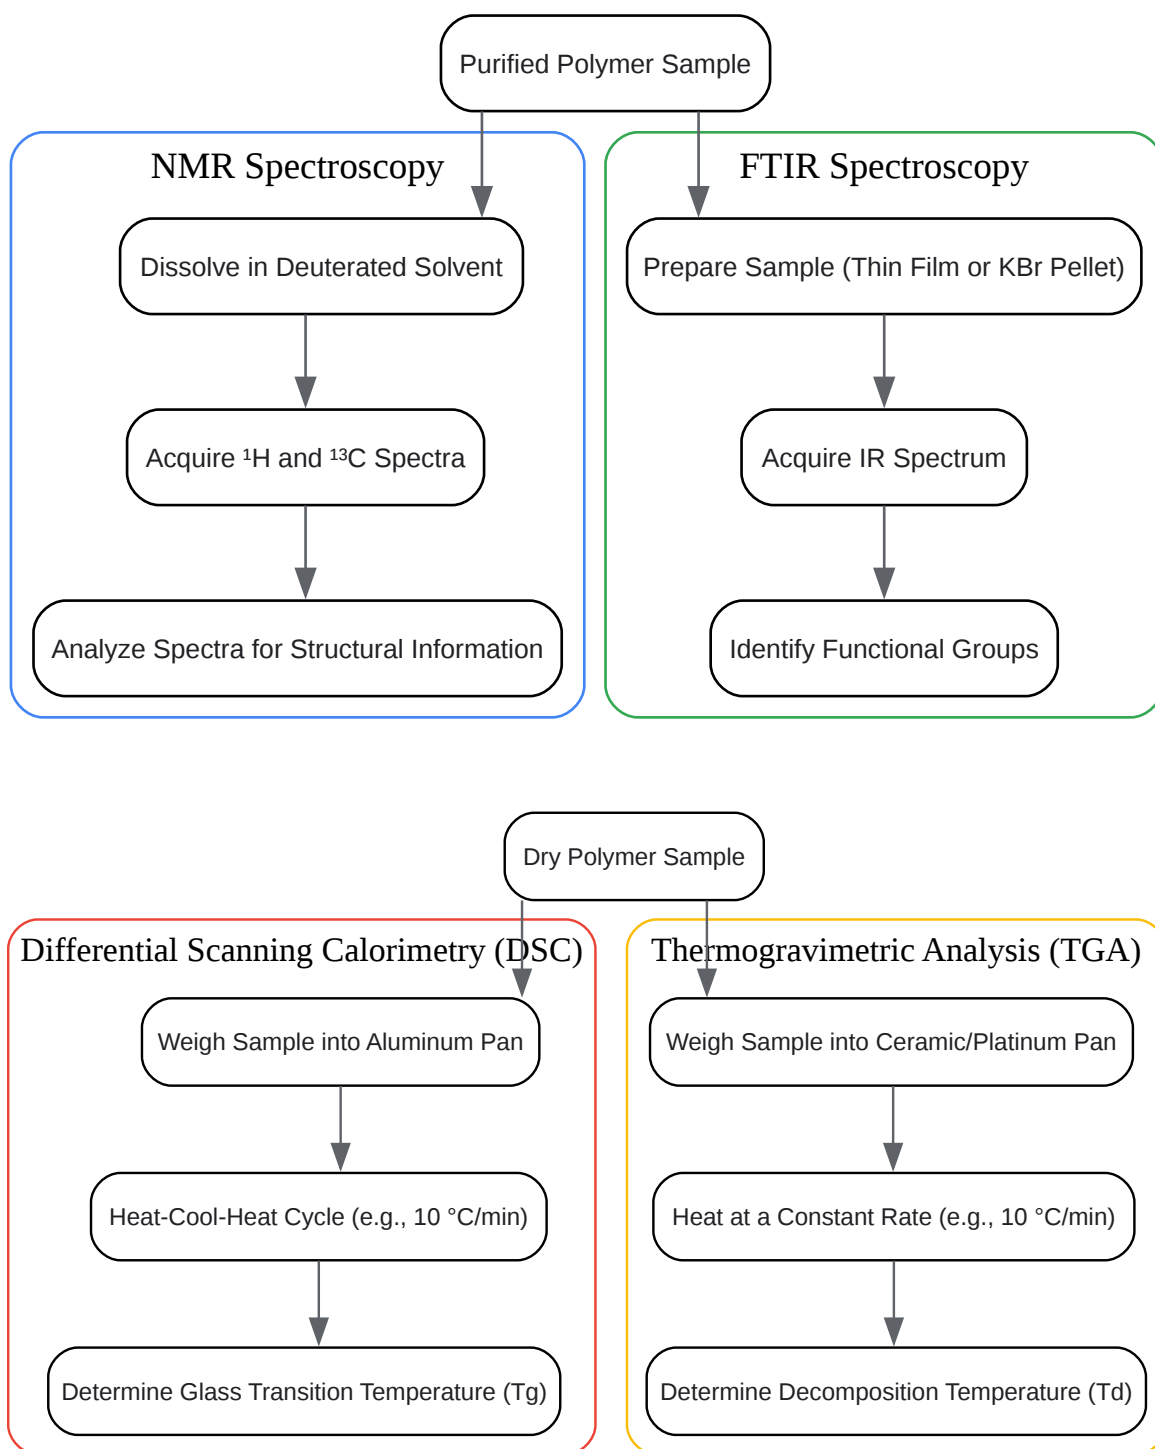 Purified Polymer Sample
NMR Spectroscopy
Dissolve in Deuterated Solvent
Acquire ¹H and ¹³C Spectra
Analyze Spectra for Structural Information
FTIR Spectroscopy
Prepare Sample (Thin Film or KBr Pellet)
Acquire IR Spectrum
Identify Functional Groups
Dry Polymer Sample
Differential Scanning Calorimetry (DSC)
Weigh Sample into Aluminum Pan
Heat-Cool-Heat Cycle (e.g., 10 °C/min)
Determine Glass Transition Temperature (Tg)
Thermogravimetric Analysis (TGA)
Weigh Sample into Ceramic/Platinum Pan
Heat at a Constant Rate (e.g., 10 °C/min)
Determine Decomposition Temperature (Td)